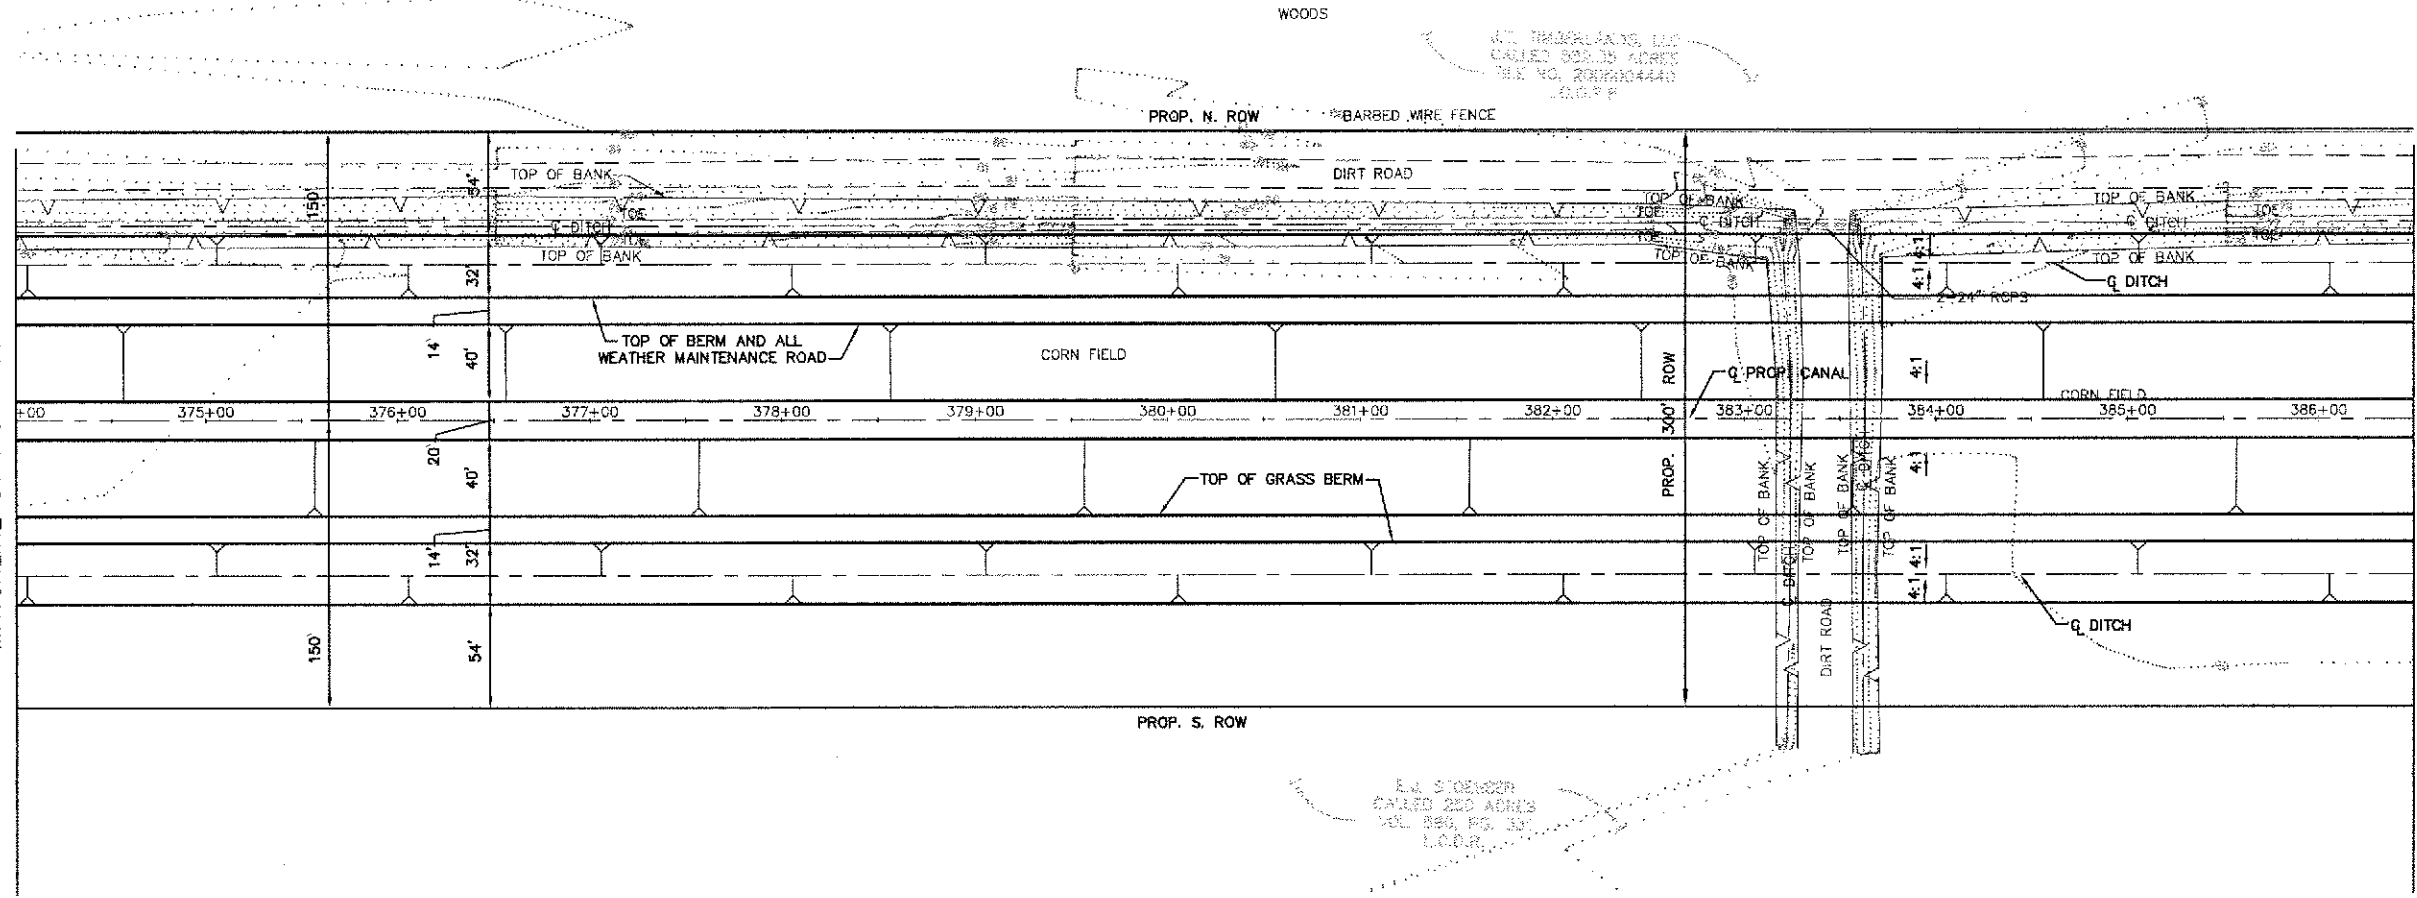 WOODS
CALLED
ACRES
PROP. N. ROW
BARBED WIRE FENCE
TOP OF BANK
DIRT ROAD
54'
150'
TOE
℄ DITCH
TOP OF BANK
TOP OF BANK
TOE
℄ DITCH
TOE
TOP OF BANK
TOP OF BANK
TOE
℄ DITCH
TOE
TOP OF BANK
4:1
4:1
℄ DITCH
2-24" RCPS
32'
14'
40'
TOP OF BERM AND ALL
WEATHER MAINTENANCE ROAD
CORN FIELD
PROP. 300' ROW
℄ PROP. CANAL
4:1
CORN FIELD
+00
375+00
376+00
377+00
378+00
379+00
380+00
381+00
382+00
383+00
384+00
385+00
386+00
20'
40'
TOP OF GRASS BERM
TOP OF BANK
TOP OF BANK
TOP OF BANK
TOP OF BANK
℄ DITCH
℄ DITCH
4:1
14'
32'
4:1
4:1
150'
54'
DIRT ROAD
℄ DITCH
PROP. S. ROW
CALLED 250 ACRES
L.C.D.R.